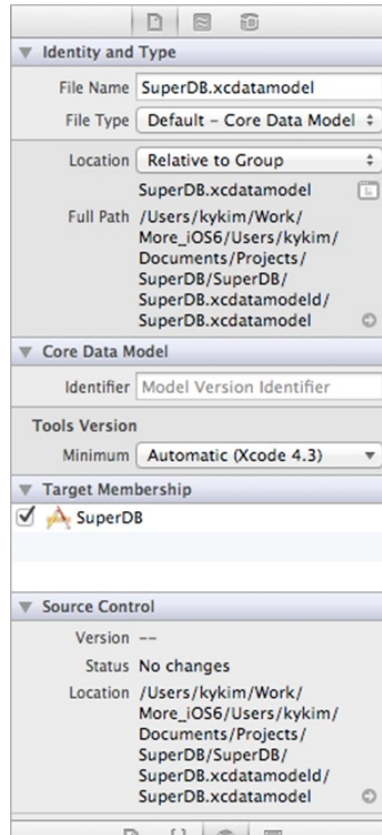 Identity and Type
File Name SuperDB.xcdatamodel
File Type Default – Core Data Model
Location Relative to Group
SuperDB.xcdatamodel
Full Path /Users/kykim/Work/
More_iOS6/Users/kykim/
Documents/Projects/
SuperDB/SuperDB/
SuperDB.xcdatamodeld/
SuperDB.xcdatamodel
Core Data Model
Identifier Model Version Identifier
Tools Version
Minimum Automatic (Xcode 4.3)
Target Membership
SuperDB
Source Control
Version --
Status No changes
Location /Users/kykim/Work/
More_iOS6/Users/kykim/
Documents/Projects/
SuperDB/SuperDB/
SuperDB.xcdatamodeld/
SuperDB.xcdatamodel